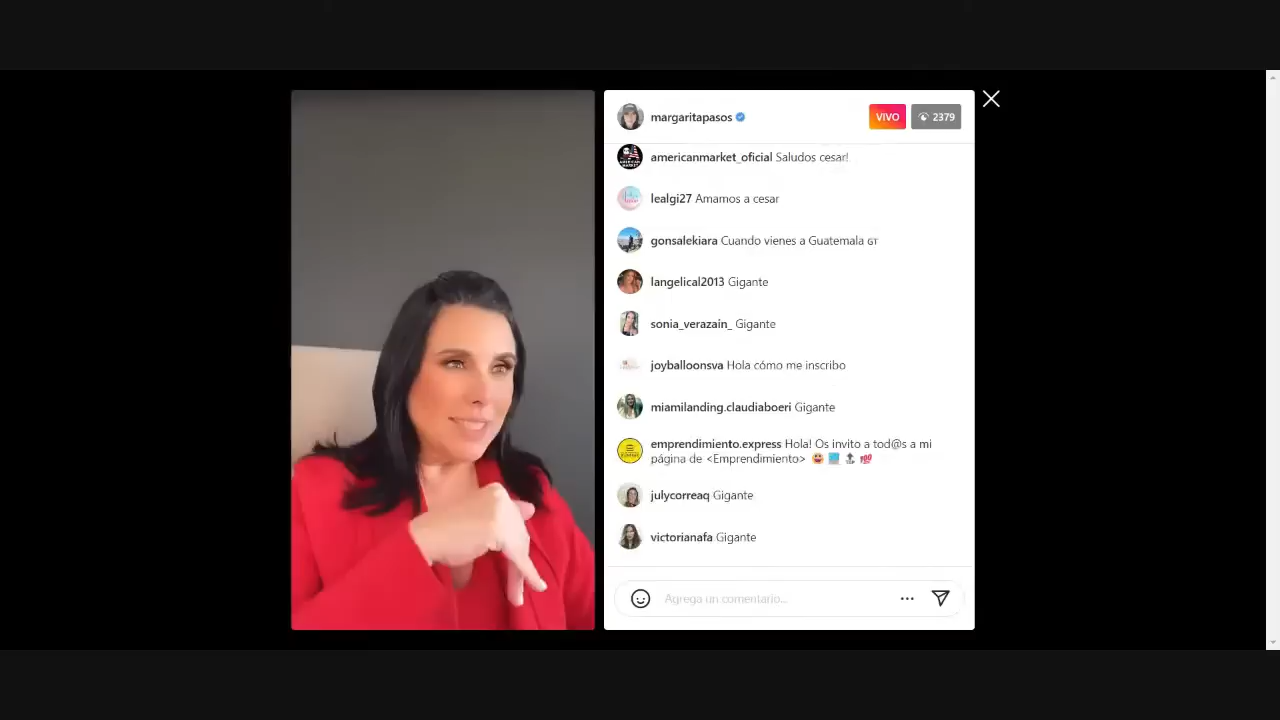 margaritapasos
VIVO
2379
americanmarket_oficial Saludos cesar!
lealgi27 Amamos a cesar
gonsalekiara Cuando vienes a Guatemala GT
langelical2013 Gigante
sonia_verazain_ Gigante
joyballoonsva Hola cómo me inscribo
miamilanding.claudiaboeri Gigante
emprendimiento.express Hola! Os invito a tod@s a mi
página de <Emprendimiento> 🤩 📘 📤 💯
julycorreaq Gigante
victorianafa Gigante
Agrega un comentario...